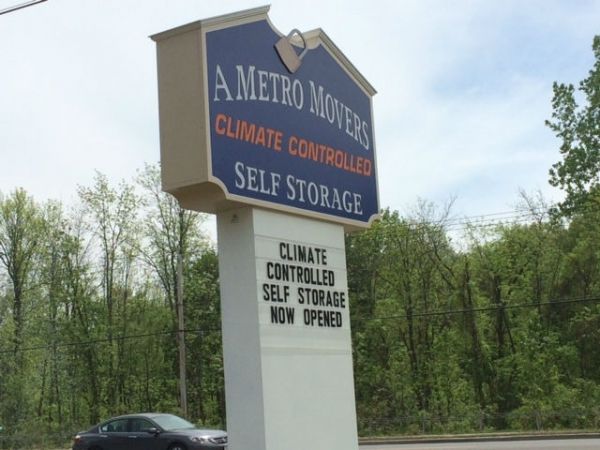 A METRO MOVERS
CLIMATE CONTROLLED
SELF STORAGE
CLIMATE
CONTROLLED
SELF STORAGE
NOW OPENED